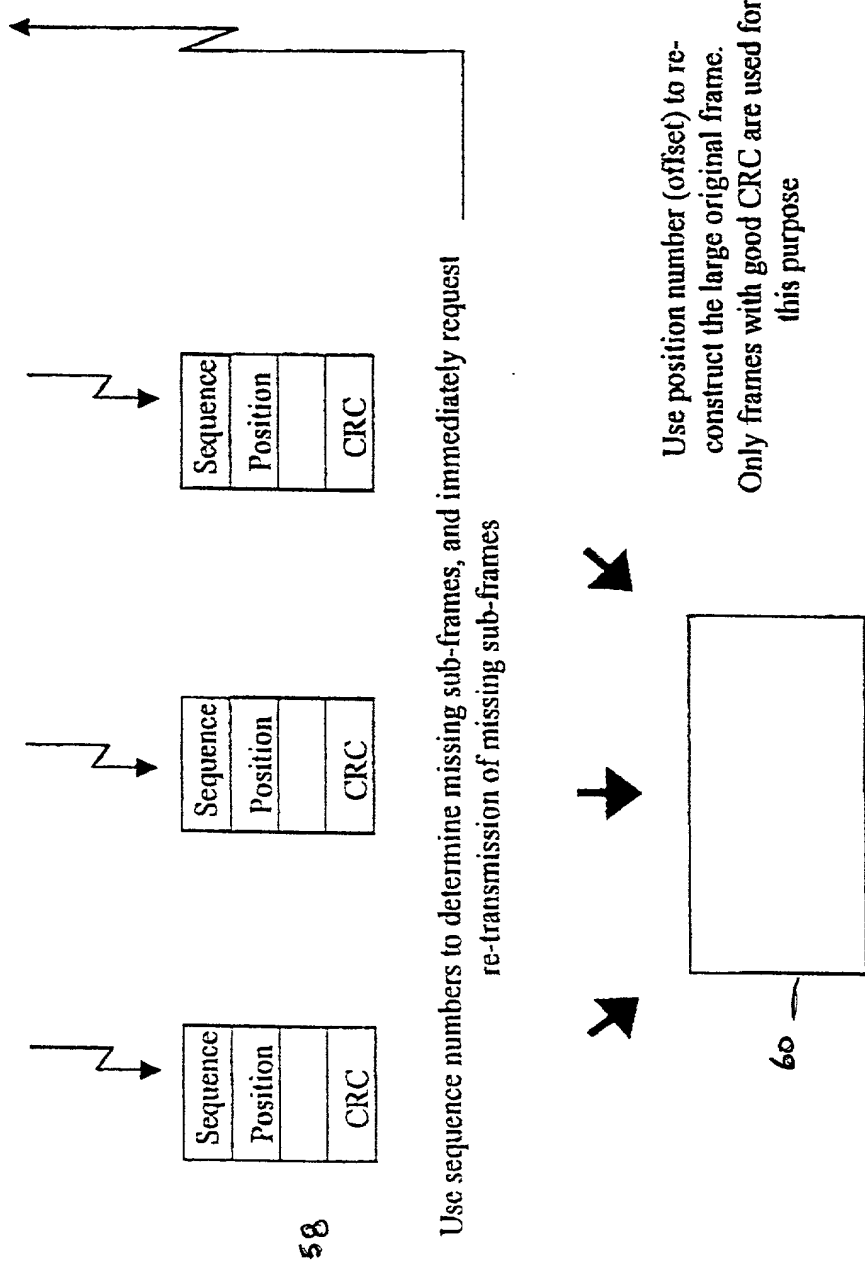 Sequence
Position
CRC
Sequence
Position
CRC
Sequence
Position
CRC
58
Use sequence numbers to determine missing sub-frames, and immediately request
re-transmission of missing sub-frames
60
Use position number (offset) to re-
construct the large original frame.
Only frames with good CRC are used for
this purpose